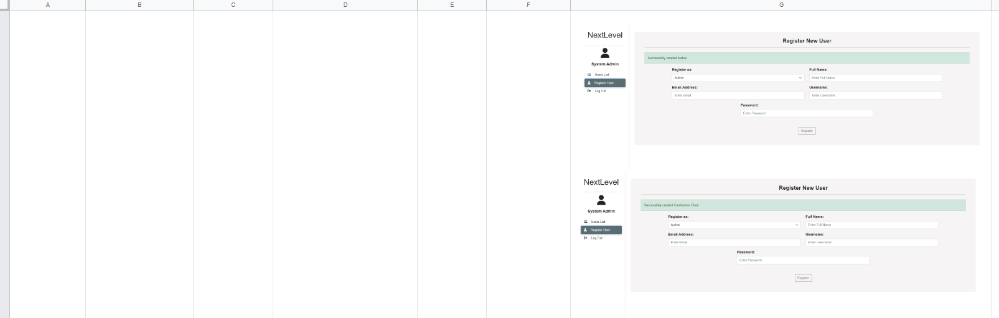 A B C D E F G
NextLevel
System Admin
Users List
Register User
Log Out
Register New User
Successfully created Author
Register as: Full Name:
Author Enter Full Name
Email Address: Username:
Enter Email Enter Username
Password:
Enter Password
Register
NextLevel
System Admin
Users List
Register User
Log Out
Register New User
Successfully created Conference Chair
Register as: Full Name:
Author Enter Full Name
Email Address: Username:
Enter Email Enter Username
Password:
Enter Password
Register